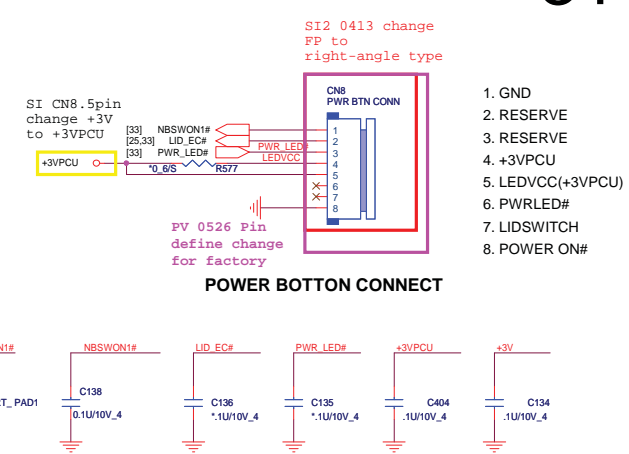 SI2 0413 change
FP to
right-angle type
CN8
PWR BTN CONN
SI CN8.5pin
change +3V
to +3VPCU
[33] NBSWON1#
[25,33] LID_EC#
[33] PWR_LED#
PWR_LED#
LEDVCC
+3VPCU
*0_6/S R577
1
2
3
4
5
6
7
8
PV 0526 Pin
define change
for factory
POWER BOTTON CONNECT
1. GND
2. RESERVE
3. RESERVE
4. +3VPCU
5. LEDVCC(+3VPCU)
6. PWRLED#
7. LIDSWITCH
8. POWER ON#
N1#
NBSWON1#
LID_EC#
PWR_LED#
+3VPCU
+3V
T_PAD1
C138
0.1U/10V_4
C136
*.1U/10V_4
C135
*.1U/10V_4
C404
.1U/10V_4
C134
.1U/10V_4